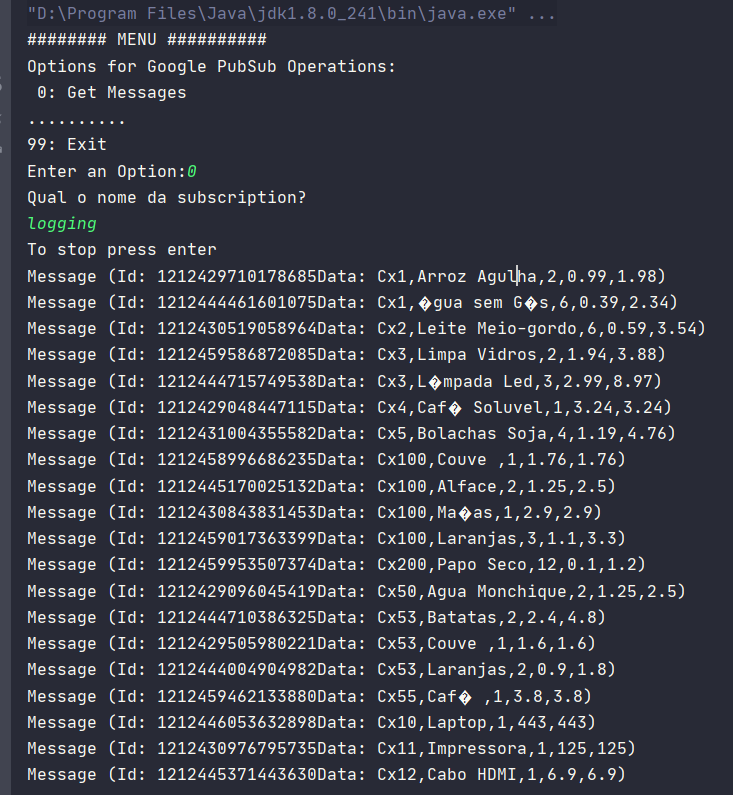 "D:\Program Files\Java\jdk1.8.0_241\bin\java.exe" ...
######## MENU ##########
Options for Google PubSub Operations:
 0: Get Messages
..........
99: Exit
Enter an Option:0
Qual o nome da subscription?
logging
To stop press enter
Message (Id: 1212429710178685Data: Cx1,Arroz Agulha,2,0.99,1.98)
Message (Id: 1212444461601075Data: Cx1,�gua sem G�s,6,0.39,2.34)
Message (Id: 1212430519058964Data: Cx2,Leite Meio-gordo,6,0.59,3.54)
Message (Id: 1212459586872085Data: Cx3,Limpa Vidros,2,1.94,3.88)
Message (Id: 1212444715749538Data: Cx3,L�mpada Led,3,2.99,8.97)
Message (Id: 1212429048447115Data: Cx4,Caf� Soluvel,1,3.24,3.24)
Message (Id: 1212431004355582Data: Cx5,Bolachas Soja,4,1.19,4.76)
Message (Id: 1212458996686235Data: Cx100,Couve ,1,1.76,1.76)
Message (Id: 1212445170025132Data: Cx100,Alface,2,1.25,2.5)
Message (Id: 1212430843831453Data: Cx100,Ma�as,1,2.9,2.9)
Message (Id: 1212459017363399Data: Cx100,Laranjas,3,1.1,3.3)
Message (Id: 1212459953507374Data: Cx200,Papo Seco,12,0.1,1.2)
Message (Id: 1212429096045419Data: Cx50,Agua Monchique,2,1.25,2.5)
Message (Id: 1212444710386325Data: Cx53,Batatas,2,2.4,4.8)
Message (Id: 1212429505980221Data: Cx53,Couve ,1,1.6,1.6)
Message (Id: 1212444004904982Data: Cx53,Laranjas,2,0.9,1.8)
Message (Id: 1212459462133880Data: Cx55,Caf� ,1,3.8,3.8)
Message (Id: 1212446053632898Data: Cx10,Laptop,1,443,443)
Message (Id: 1212430976795735Data: Cx11,Impressora,1,125,125)
Message (Id: 1212445371443630Data: Cx12,Cabo HDMI,1,6.9,6.9)